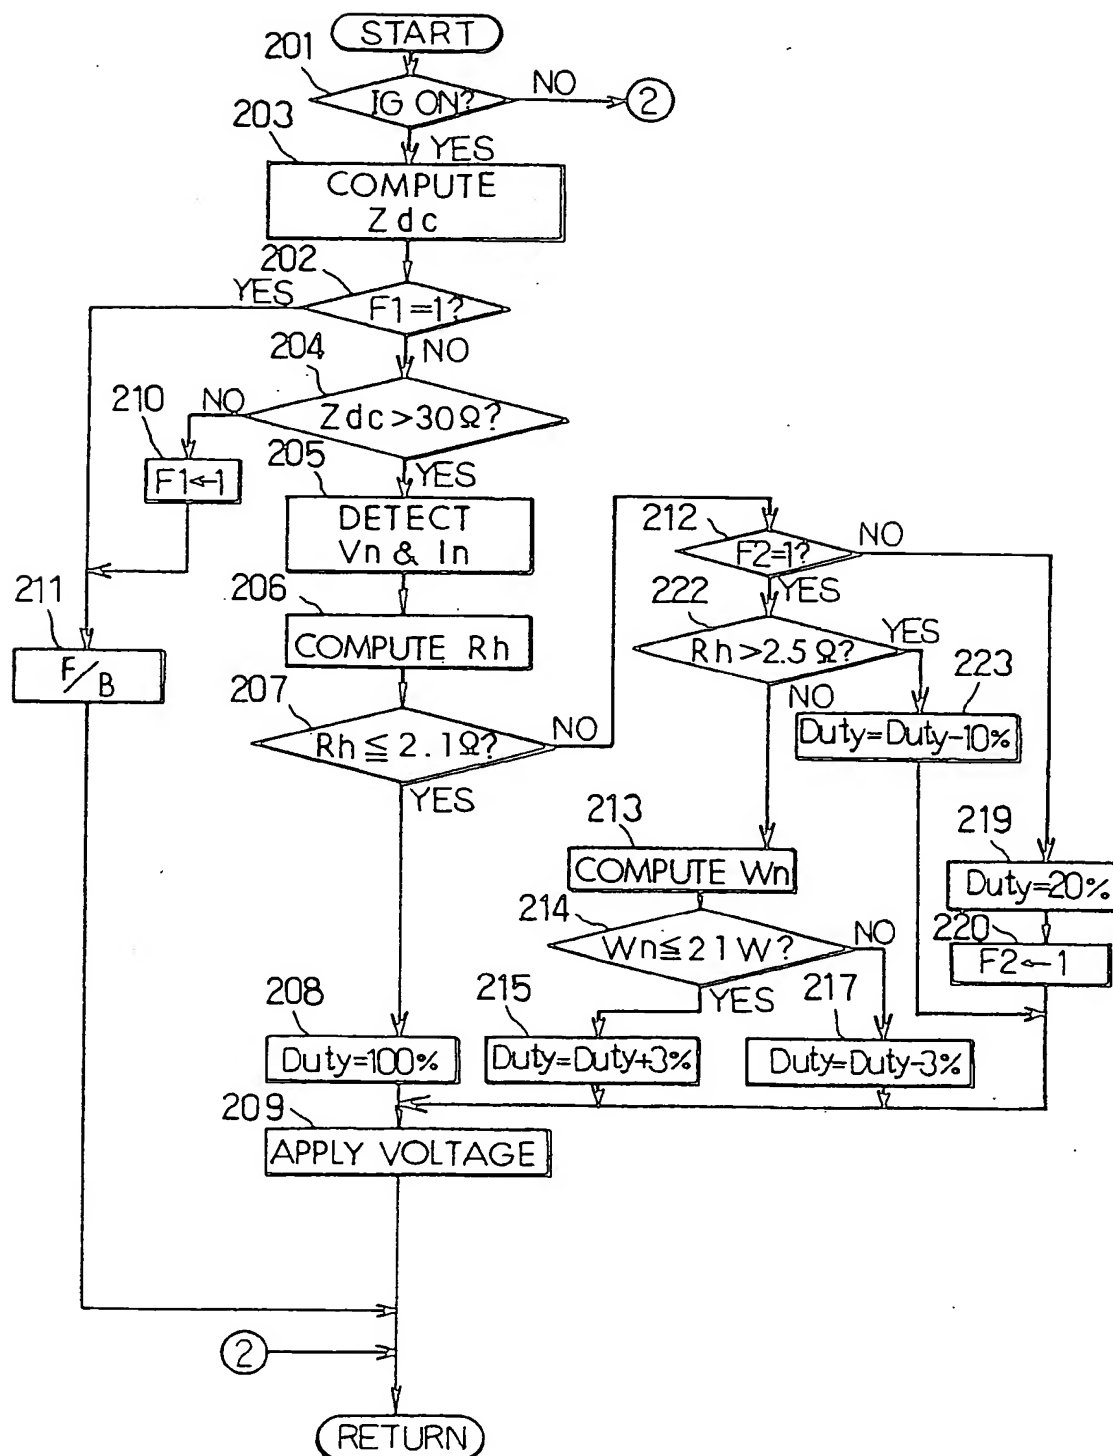 START
201
IG ON?
NO
2
203
YES
COMPUTE
Zdc
202
YES
F1=1?
NO
204
210
NO
Zdc>30Ω?
205
YES
F1←1
DETECT
Vn & In
212
NO
F2=1?
YES
211
206
222
F/B
COMPUTE Rh
Rh>2.5Ω?
YES
207
NO
223
Rh≦2.1Ω?
NO
Duty=Duty-10%
YES
213
219
COMPUTE Wn
Duty=20%
214
220
Wn≦21W?
NO
F2←1
208
215
YES
217
Duty=100%
Duty=Duty+3%
Duty=Duty-3%
209
APPLY VOLTAGE
2
RETURN